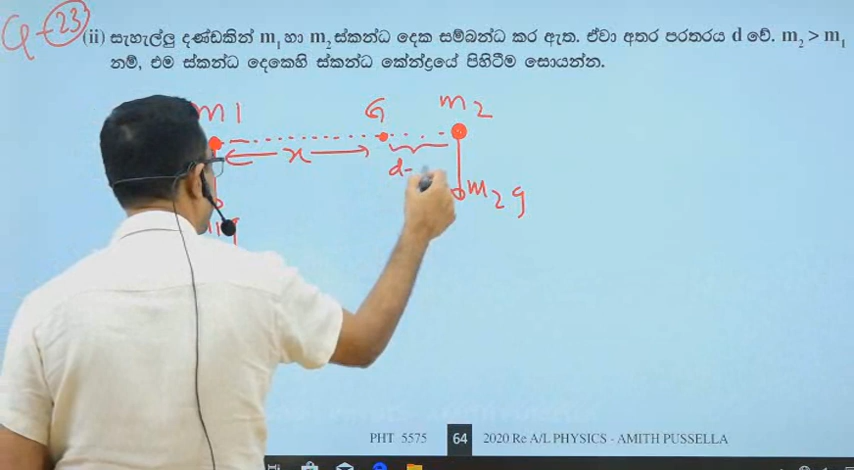 Q-23
(ii) සැහැල්ලු දණ්ඩකින් m₁ හා m₂ ස්කන්ධ දෙක සම්බන්ධ කර ඇත. ඒවා අතර පරතරය d වේ. m₂ > m₁
නම්, එම ස්කන්ධ දෙකෙහි ස්කන්ධ කේන්ද්‍රයේ පිහිටීම සොයන්න.
m1 G m2
x
d-
m₂g
PHT 5575 64 2020 Re A/L PHYSICS - AMITH PUSSELLA